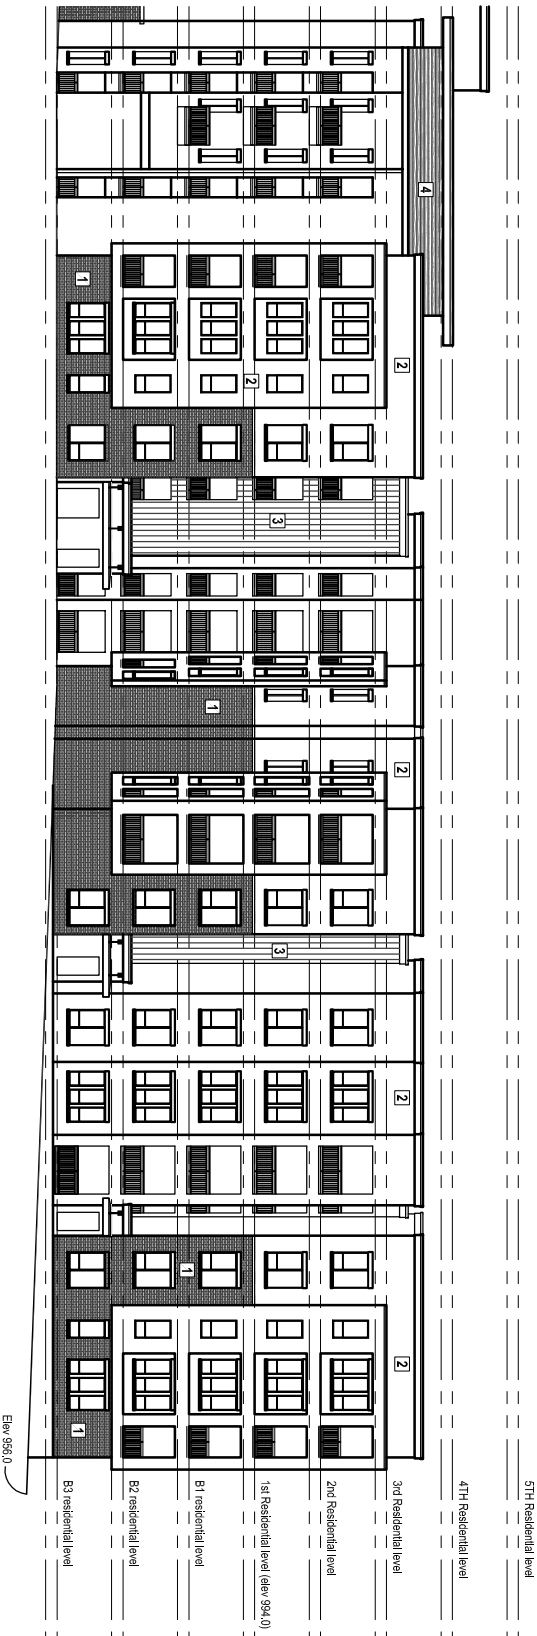 5TH Residential level
4TH Residential level
3rd Residential level
2nd Residential level
1st Residential level (elev 994.0)
B1 residential level
B2 residential level
B3 residential level
Elev 956.0
4
2
2
2
2
2
3
3
1
1
1
1